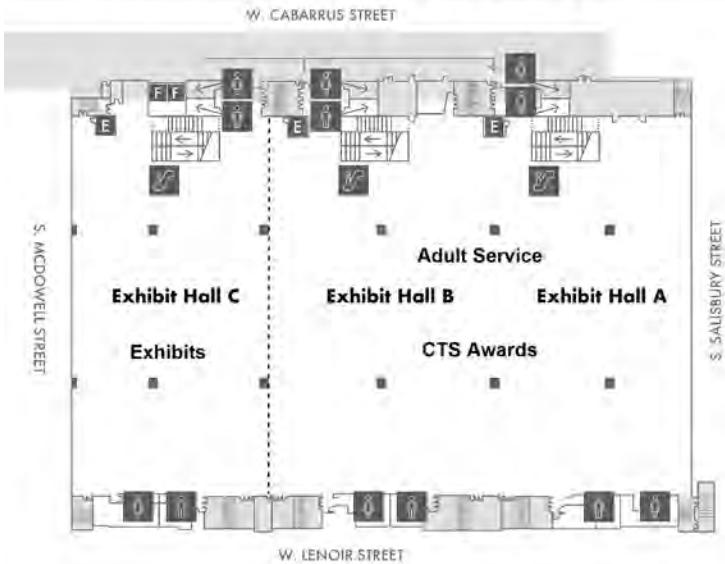 W. CABARRUS STREET
F F
E E E
S. MCDOWELL STREET
S. SALISBURY STREET
Adult Service
Exhibit Hall C Exhibit Hall B Exhibit Hall A
Exhibits CTS Awards
W. LENOIR STREET